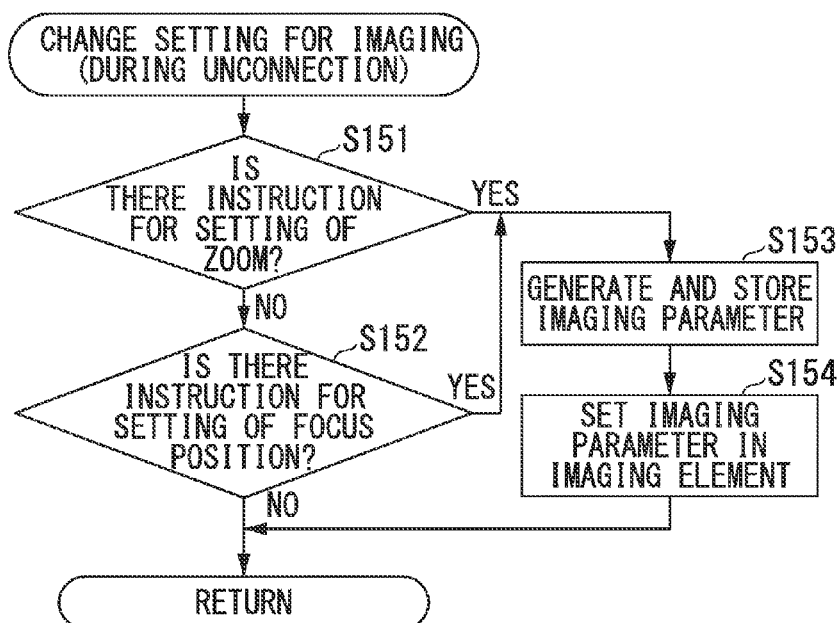 CHANGE SETTING FOR IMAGING
(DURING UNCONNECTION)
S151
IS
THERE INSTRUCTION
FOR SETTING OF
ZOOM?
YES
NO
S152
IS THERE
INSTRUCTION FOR
SETTING OF FOCUS
POSITION?
YES
NO
S153
GENERATE AND STORE
IMAGING PARAMETER
S154
SET IMAGING
PARAMETER IN
IMAGING ELEMENT
RETURN